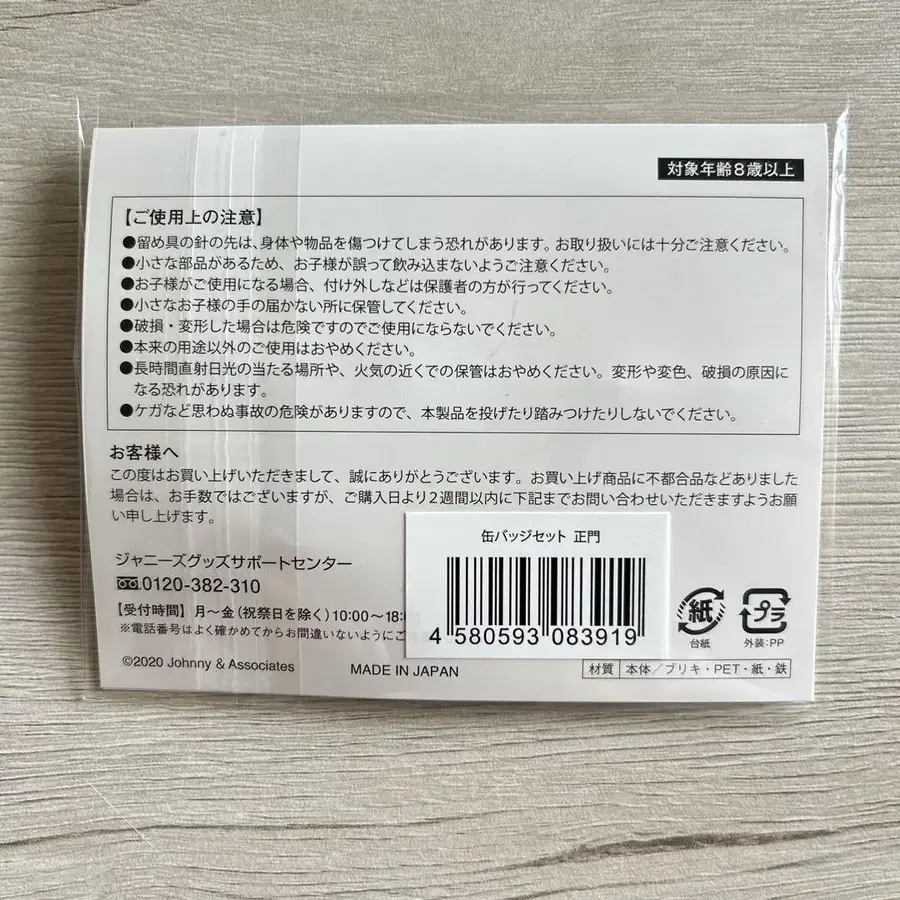 対象年齢8歳以上
【ご使用上の注意】
●留め具の針の先は、身体や物品を傷つけてしまう恐れがあります。お取り扱いには十分ご注意ください。
●小さな部品があるため、お子様が誤って飲み込まないようご注意ください。
●お子様がご使用になる場合、付け外しなどは保護者の方が行ってください。
●小さなお子様の手の届かない所に保管してください。
●破損・変形した場合は危険ですのでご使用にならないでください。
●本来の用途以外のご使用はおやめください。
●長時間直射日光の当たる場所や、火気の近くでの保管はおやめください。変形や変色、破損の原因に
なる恐れがあります。
●ケガなど思わぬ事故の危険がありますので、本製品を投げたり踏みつけたりしないでください。
お客様へ
この度はお買い上げいただきまして、誠にありがとうございます。お買い上げ商品に不都合品などありました
場合は、お手数ではございますが、ご購入日より2週間以内に下記までお問い合わせいただきますようお願
い申し上げます。
ジャニーズグッズサポートセンター
0120-382-310
【受付時間】月～金(祝祭日を除く)10:00～18:
※電話番号はよく確かめてからお間違いないようにご
©2020 Johnny & Associates
MADE IN JAPAN
缶バッジセット 正門
4 580593 083919
紙
台紙
プラ
外装:PP
材質 本体／ブリキ・PET・紙・鉄